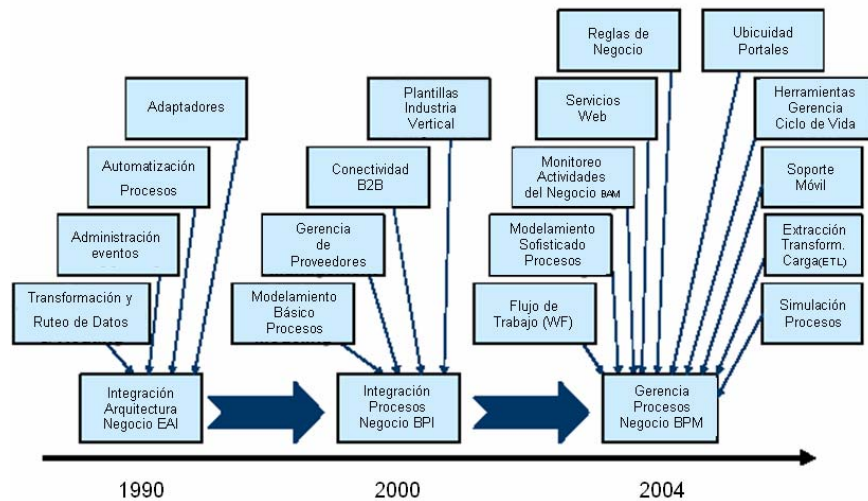 Reglas de
Negocio
Ubicuidad
Portales
Adaptadores
Plantillas
Industria
Vertical
Servicios
Web
Herramientas
Gerencia
Ciclo de Vida
Automatización
Procesos
Conectividad
B2B
Monitoreo
Actividades
del Negocio BAM
Soporte
Móvil
Administración
eventos
Gerencia
de
Proveedores
Modelamiento
Sofisticado
Procesos
Extracción
Transform.
Carga(ETL)
Transformación y
Ruteo de Datos
Modelamiento
Básico
Procesos
Flujo de
Trabajo (WF)
Simulación
Procesos
Integración
Arquitectura
Negocio EAI
Integración
Procesos
Negocio BPI
Gerencia
Procesos
Negocio BPM
1990
2000
2004